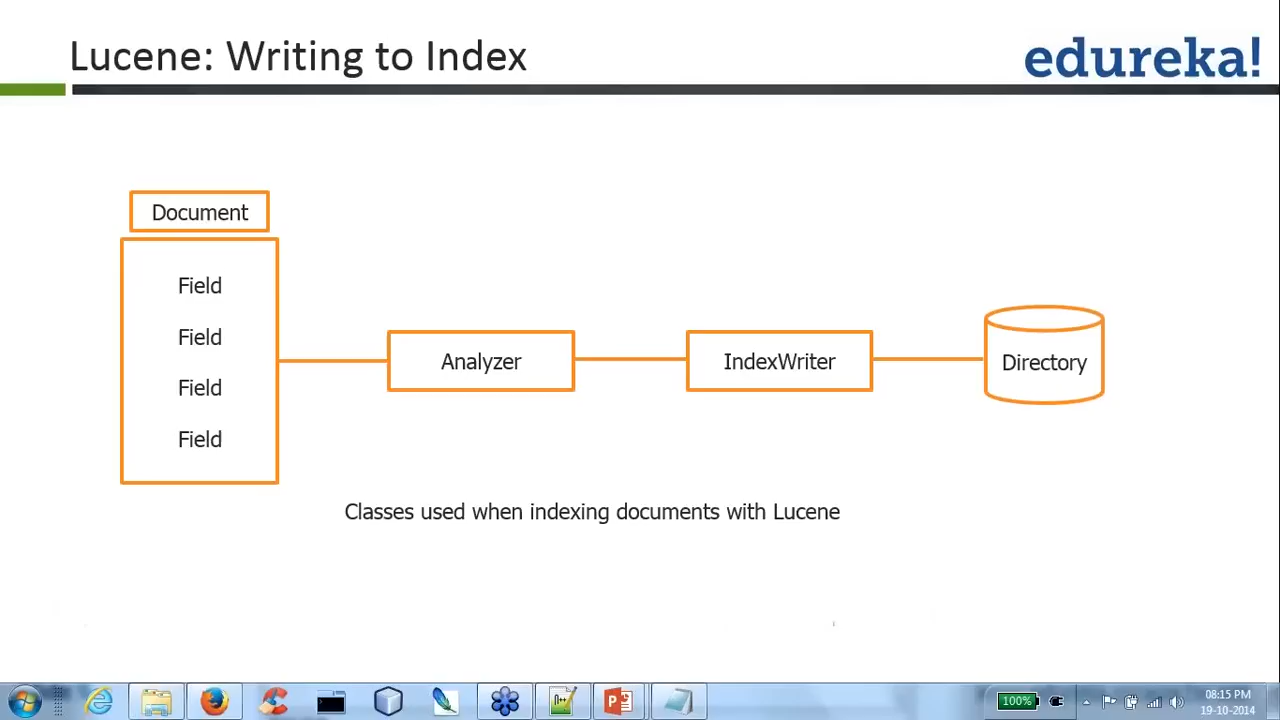 Lucene: Writing to Index
edureka!
Document
Field
Field
Field
Field
Analyzer
IndexWriter
Directory
Classes used when indexing documents with Lucene
100%
08:15 PM
19-10-2014